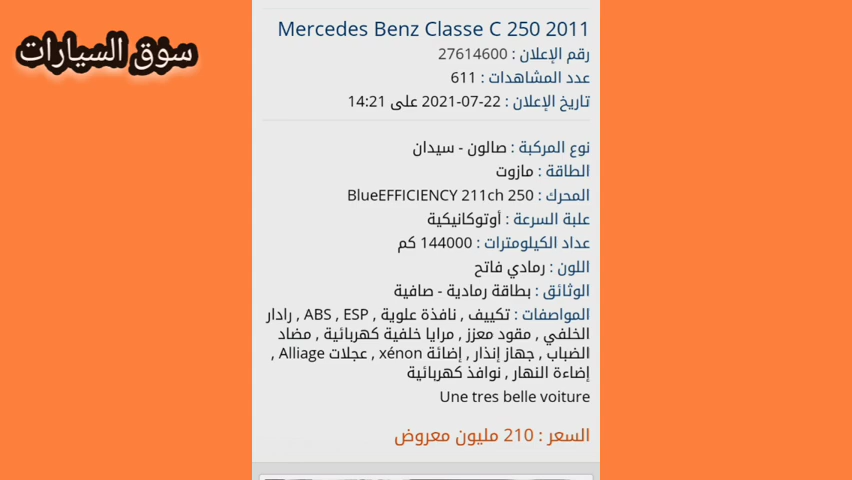 سوق السيارات
Mercedes Benz Classe C 250 2011
رقم الإعلان : 27614600
عدد المشاهدات : 611
تاريخ الإعلان : 22-07-2021 على 14:21
نوع المركبة : صالون - سيدان
الطاقة : مازوت
المحرك : 250 BlueEFFICIENCY 211ch
علبة السرعة : أوتوكانيكية
عداد الكيلومترات : 144000 كم
اللون : رمادي فاتح
الوثائق : بطاقة رمادية - صافية
المواصفات : تكييف , نافذة علوية , ABS , ESP , رادار
الخلفي , مقود معزز , مرايا خلفية كهربائية , مضاد
الضباب , جهاز إنذار , إضائة xénon , عجلات Alliage ,
إضاءة النهار , نوافذ كهربائية
Une tres belle voiture
السعر : 210 مليون معروض